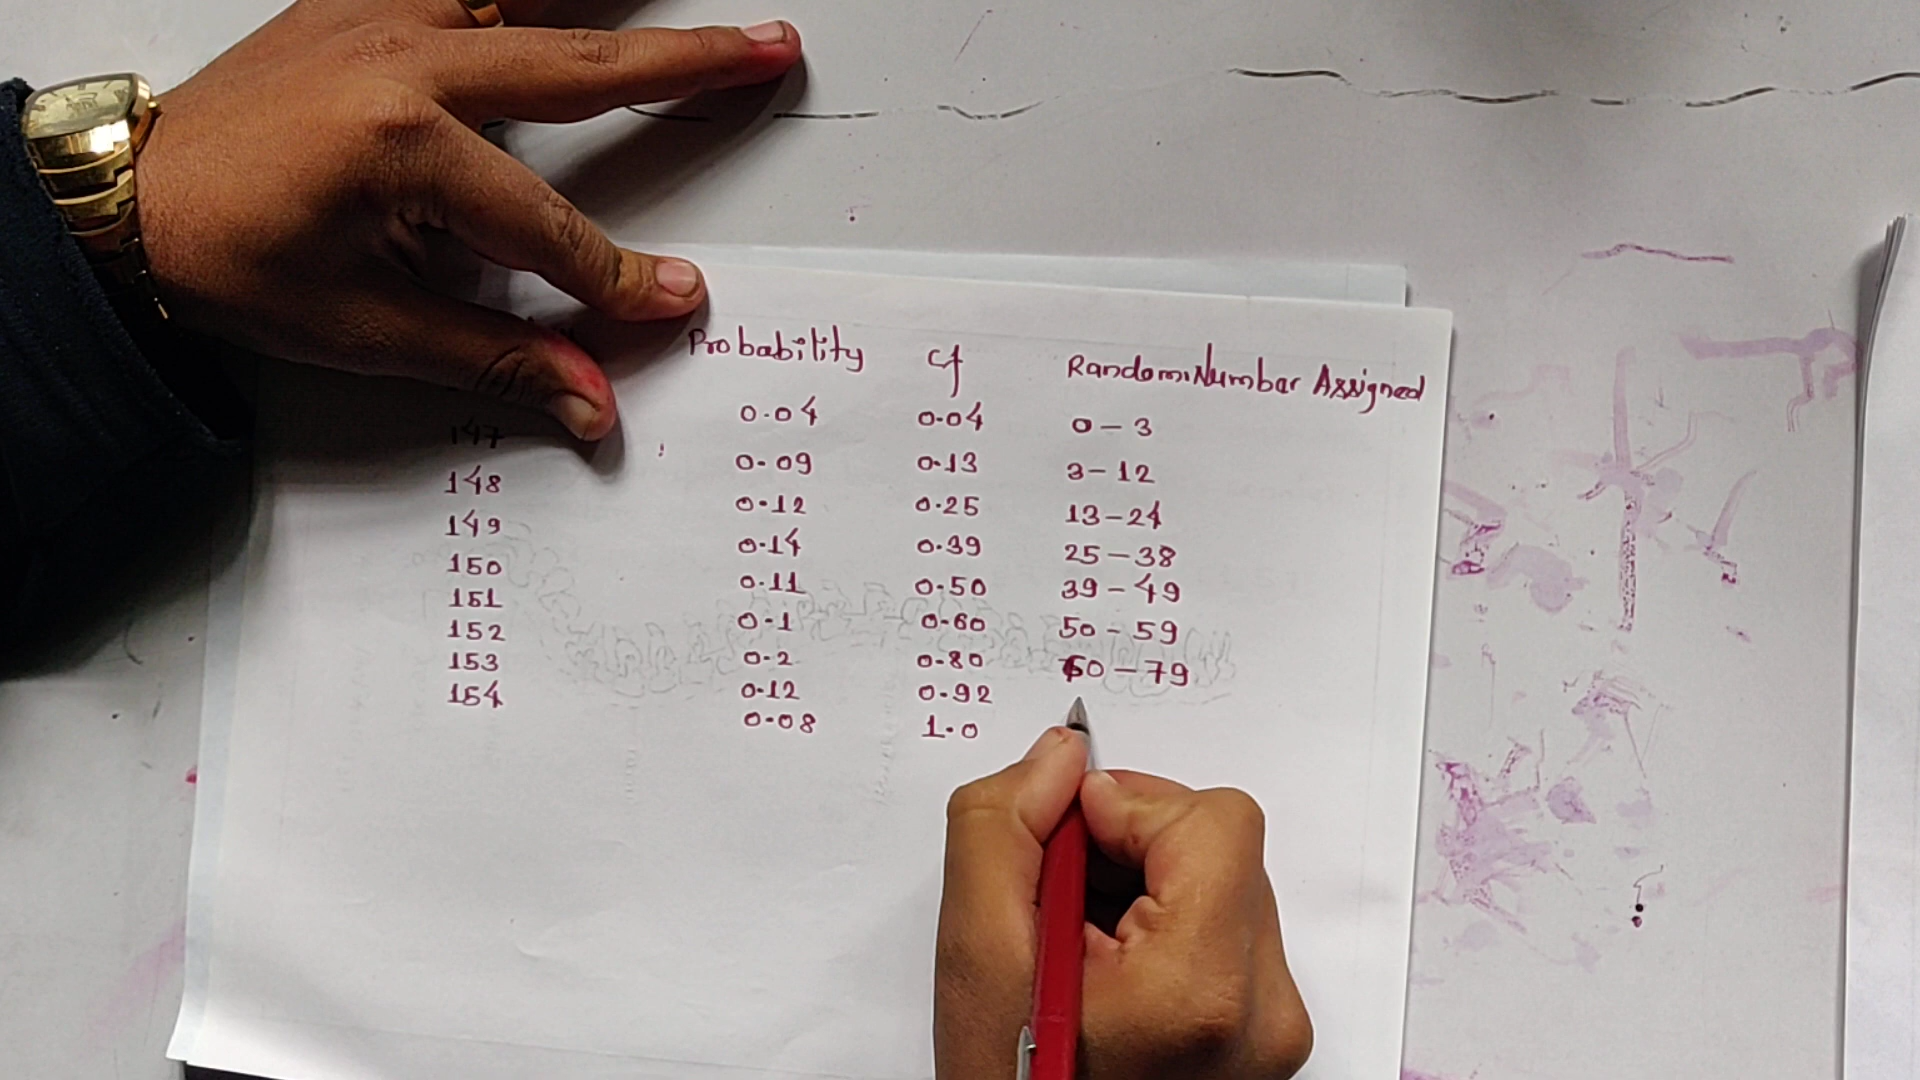 Probability cf Random Number Assigned
147 0.04 0.04 0-3
148 0-09 0.13 3-12
149 0.12 0.25 13-24
150 0.14 0.39 25-38
151 0.11 0.50 39-49
152 0-1 0.60 50-59
153 0-2 0.80 60-79
154 0-12 0.92
0-08 1.0